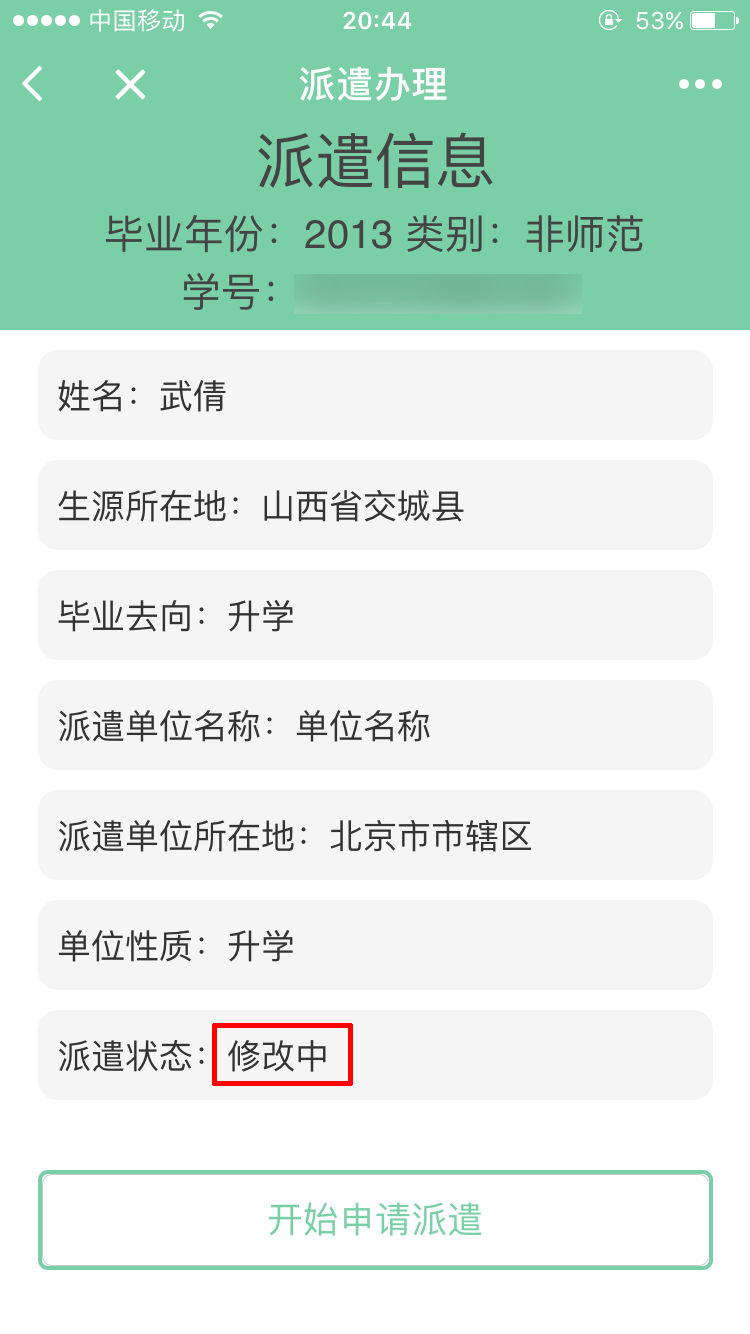 中国移动 20:44 53%
派遣办理
派遣信息
毕业年份：2013 类别：非师范
学号：
姓名：武倩
生源所在地：山西省交城县
毕业去向：升学
派遣单位名称：单位名称
派遣单位所在地：北京市市辖区
单位性质：升学
派遣状态：修改中
开始申请派遣